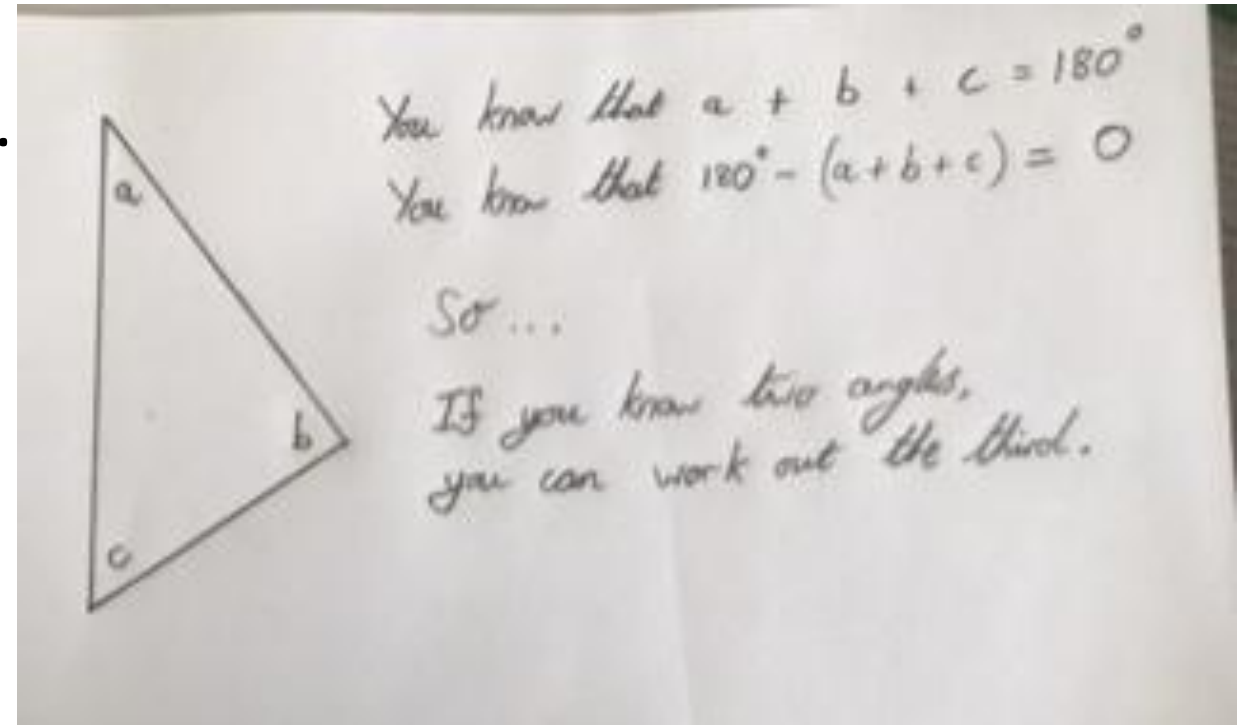 You know that a + b + c = 180°
You know that 180° - (a + b + c) = 0
a
So...
b
If you know two angles,
you can work out the third.
c